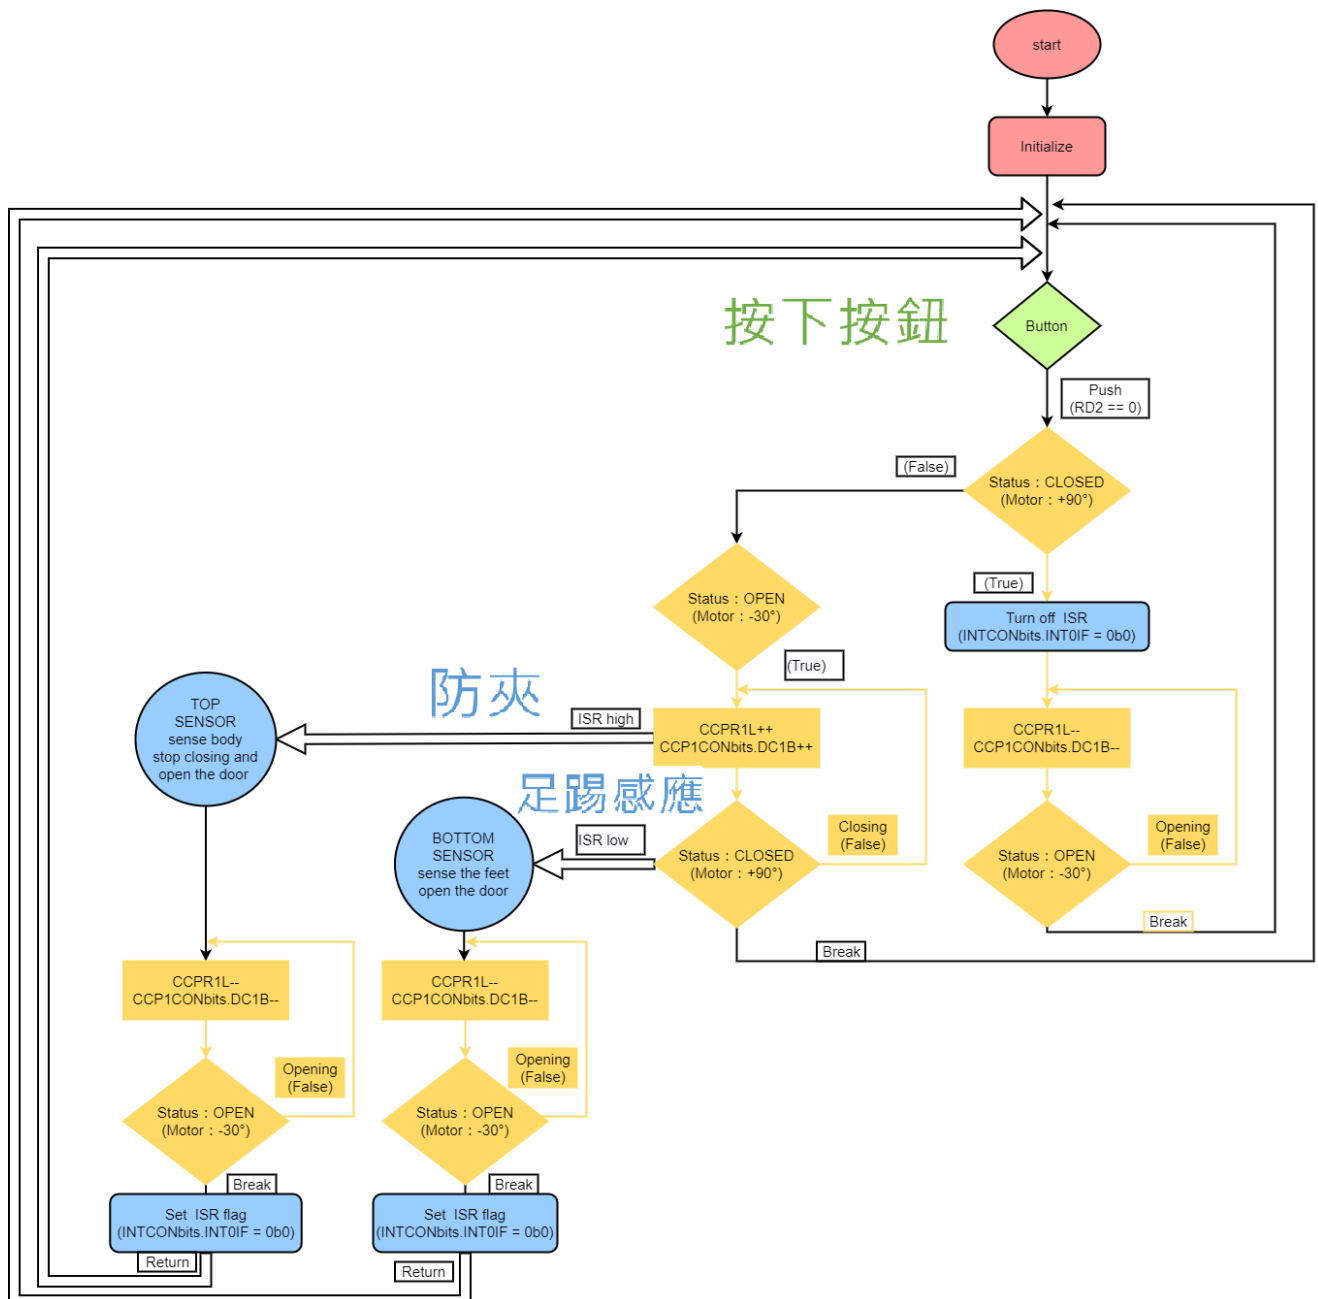 start
Initialize
按下按鈕
Button
Push
(RD2 == 0)
(False)
Status：CLOSED
(Motor：+90°)
(True)
Turn off  ISR
(INTCONbits.INT0IF = 0b0)
Status：OPEN
(Motor：-30°)
(True)
防夾
ISR high
TOP
SENSOR
sense body
stop closing and
open the door
CCPR1L++
CCP1CONbits.DC1B++
CCPR1L--
CCP1CONbits.DC1B--
足踢感應
ISR low
BOTTOM
SENSOR
sense the feet
open the door
Status：CLOSED
(Motor：+90°)
Closing
(False)
Status：OPEN
(Motor：-30°)
Opening
(False)
Break
Break
CCPR1L--
CCP1CONbits.DC1B--
CCPR1L--
CCP1CONbits.DC1B--
Opening
(False)
Opening
(False)
Status：OPEN
(Motor：-30°)
Status：OPEN
(Motor：-30°)
Break
Break
Set  ISR flag
(INTCONbits.INT0IF = 0b0)
Set  ISR flag
(INTCONbits.INT0IF = 0b0)
Return
Return